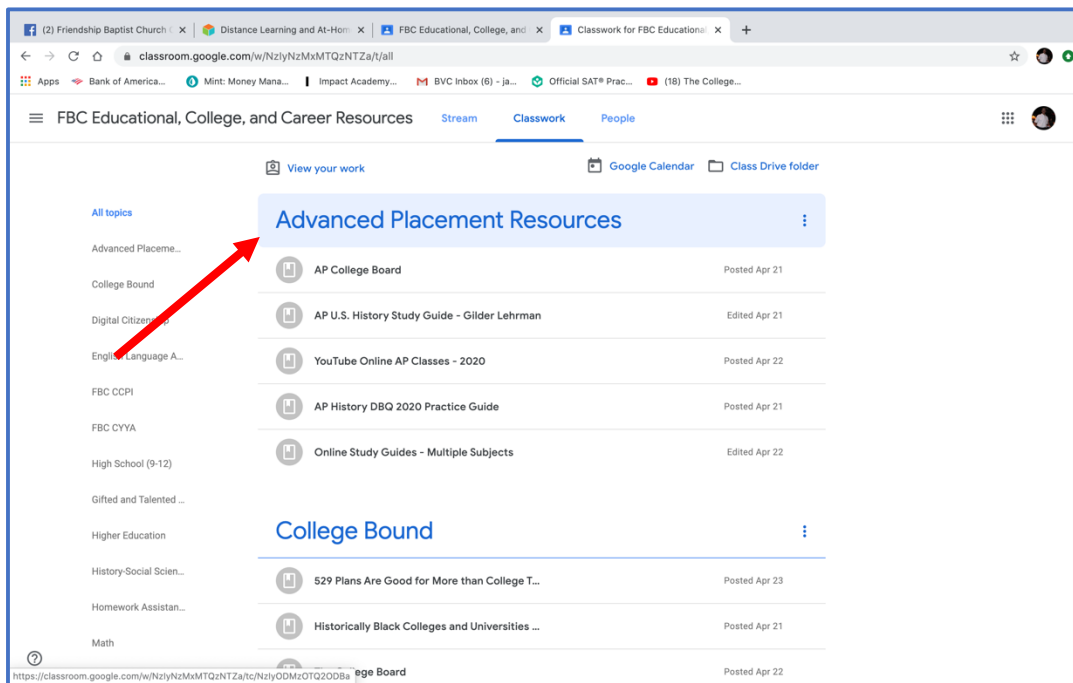 (2) Friendship Baptist Church (
Distance Learning and At-Hom
FBC Educational, College, and
Classwork for FBC Educational
classroom.google.com/w/NzIyNzMxMTQzNTZa/t/all
Apps Bank of America... Mint: Money Mana... Impact Academy... BVC Inbox (6) - ja... Official SAT® Prac... (18) The College...
FBC Educational, College, and Career Resources Stream Classwork People
View your work Google Calendar Class Drive folder
All topics
Advanced Placeme...
College Bound
Digital Citizenship
English Language A...
FBC CCPI
FBC CYYA
High School (9-12)
Gifted and Talented ...
Higher Education
History-Social Scien...
Homework Assistan...
Math
Advanced Placement Resources
AP College Board Posted Apr 21
AP U.S. History Study Guide - Gilder Lehrman Edited Apr 21
YouTube Online AP Classes - 2020 Posted Apr 22
AP History DBQ 2020 Practice Guide Posted Apr 21
Online Study Guides - Multiple Subjects Edited Apr 22
College Bound
529 Plans Are Good for More than College T... Posted Apr 23
Historically Black Colleges and Universities ... Posted Apr 21
ege Board Posted Apr 22
https://classroom.google.com/w/NzIyNzMxMTQzNTZa/tc/NzIyODMzOTQ2ODBa